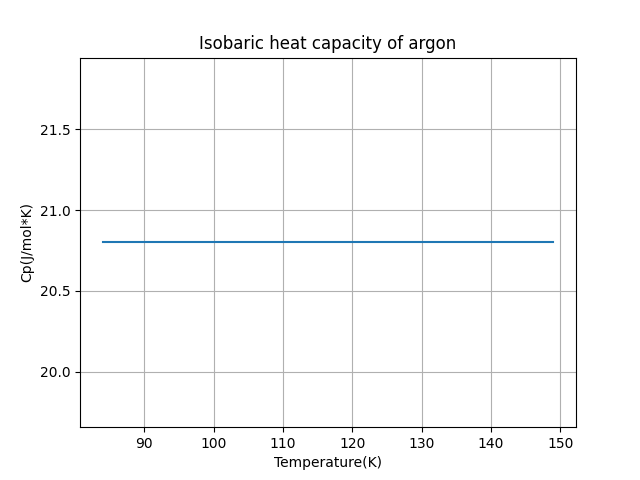 Isobaric heat capacity of argon
21.5
21.0
20.5
20.0
Cp(J/mol*K)
90 100 110 120 130 140 150
Temperature(K)